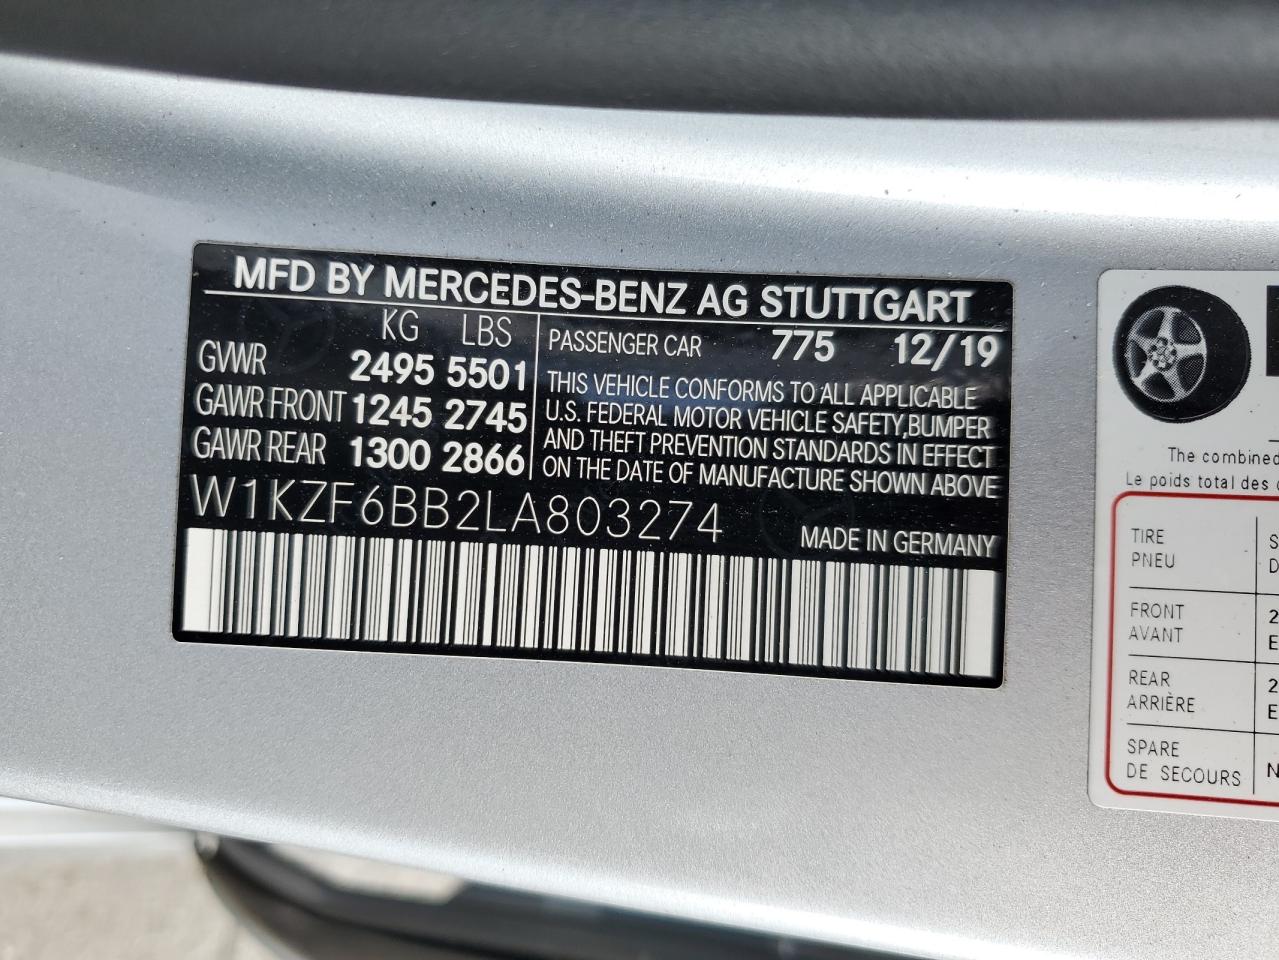 MFD BY MERCEDES-BENZ AG STUTTGART
KG LBS
GVWR 2495 5501
GAWR FRONT 1245 2745
GAWR REAR 1300 2866
PASSENGER CAR 775 12/19
THIS VEHICLE CONFORMS TO ALL APPLICABLE
U.S. FEDERAL MOTOR VEHICLE SAFETY,BUMPER
AND THEFT PREVENTION STANDARDS IN EFFECT
ON THE DATE OF MANUFACTURE SHOWN ABOVE
W1KZF6BB2LA803274
MADE IN GERMANY
The combined
Le poids total des
TIRE
PNEU
S
D
FRONT
AVANT
2
E
REAR
ARRIÈRE
2
E
SPARE
DE SECOURS
N